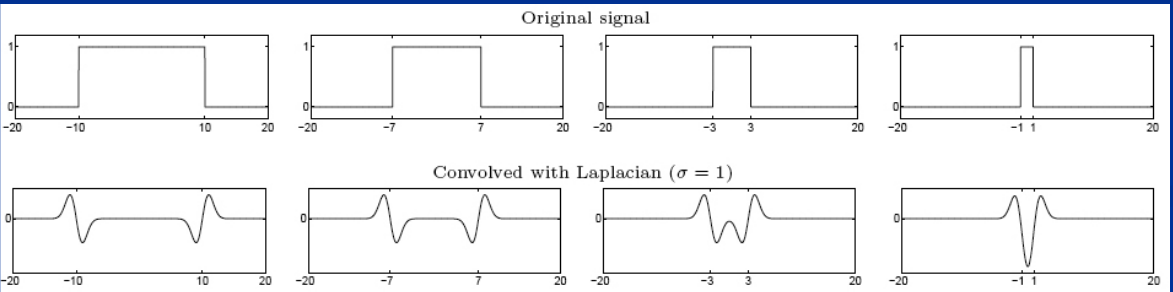 Original signal
1 1 1 1
0 0 0 0
−20 −10 10 20 −20 −7 7 20 −20 −3 3 20 −20 −1 1 20
Convolved with Laplacian (σ = 1)
0 0 0 0
−20 −10 10 20 −20 −7 7 20 −20 −3 3 20 −20 −1 1 20